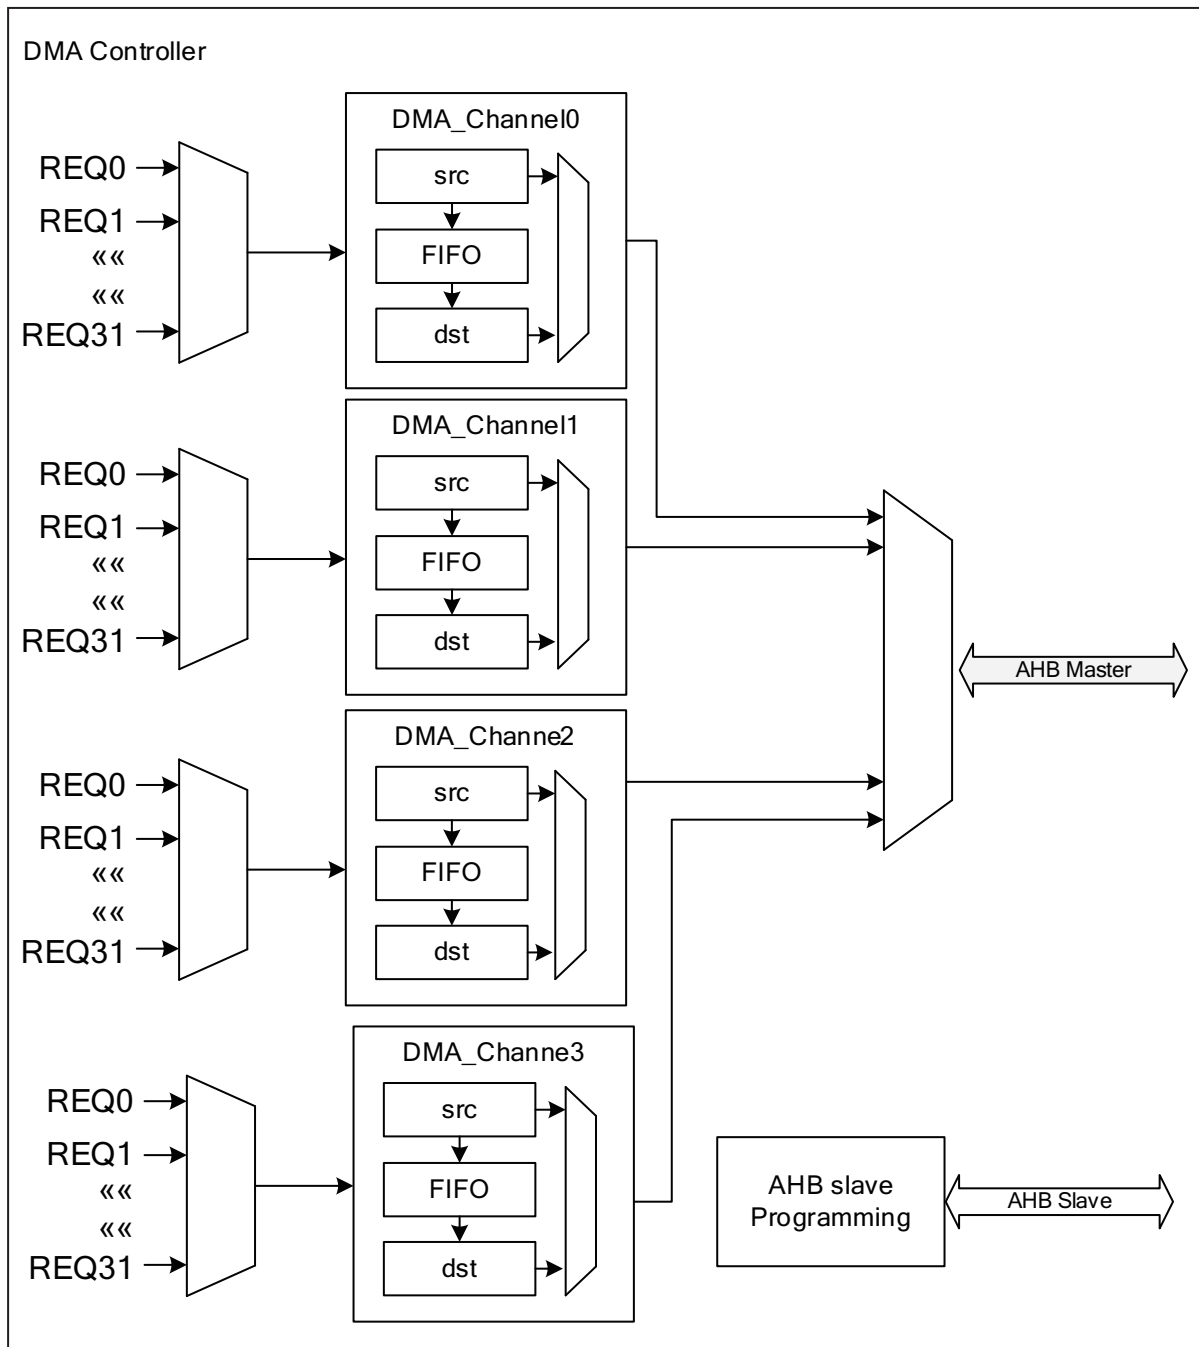 DMA Controller
DMA_Channel0
REQ0
REQ1
««
««
REQ31
src
FIFO
dst
DMA_Channel1
REQ0
REQ1
««
««
REQ31
src
FIFO
dst
AHB Master
DMA_Channe2
REQ0
REQ1
««
««
REQ31
src
FIFO
dst
DMA_Channe3
REQ0
REQ1
««
««
REQ31
src
FIFO
dst
AHB slave
Programming
AHB Slave